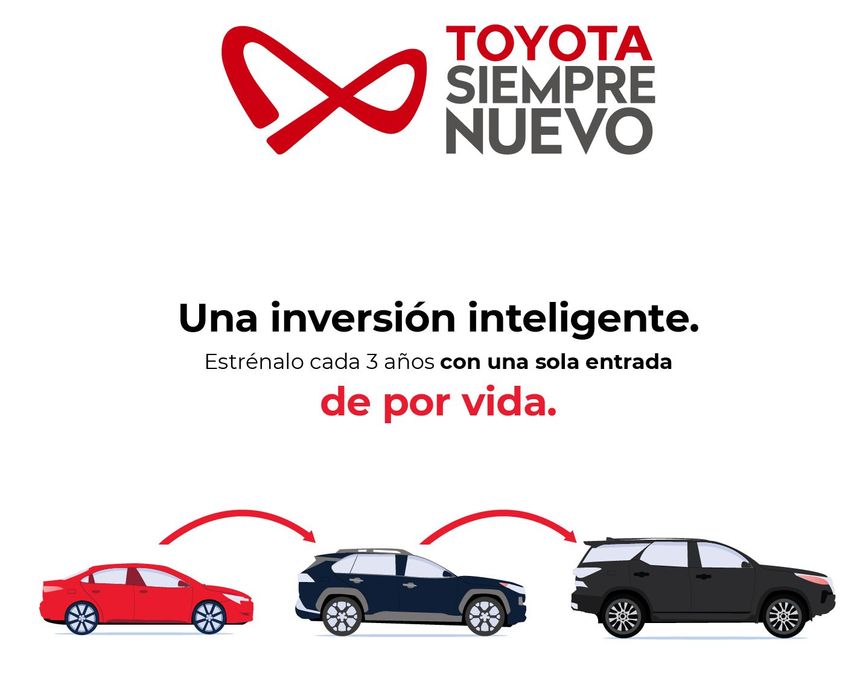 TOYOTA
SIEMPRE
NUEVO
Una inversión inteligente.
Estrénalo cada 3 años con una sola entrada
de por vida.